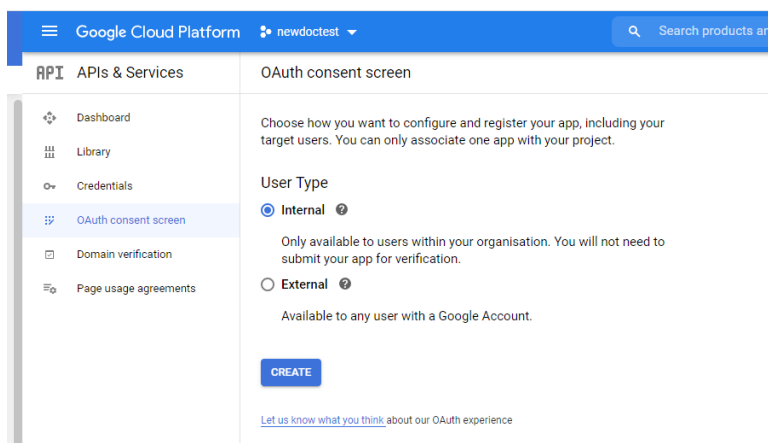 Google Cloud Platform newdoctest Search products an
API APIs & Services OAuth consent screen
Dashboard
Library
Credentials
OAuth consent screen
Domain verification
Page usage agreements
Choose how you want to configure and register your app, including your
target users. You can only associate one app with your project.
User Type
Internal
Only available to users within your organisation. You will not need to
submit your app for verification.
External
Available to any user with a Google Account.
CREATE
Let us know what you think about our OAuth experience